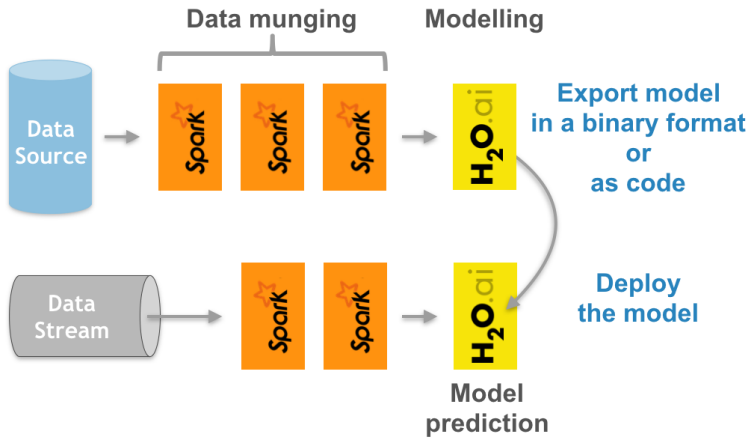 Data munging
Modelling
Data
Source
Spark
Spark
Spark
H2O.ai
Export model
in a binary format
or
as code
Data
Stream
Spark
Spark
H2O.ai
Deploy
the model
Model
prediction